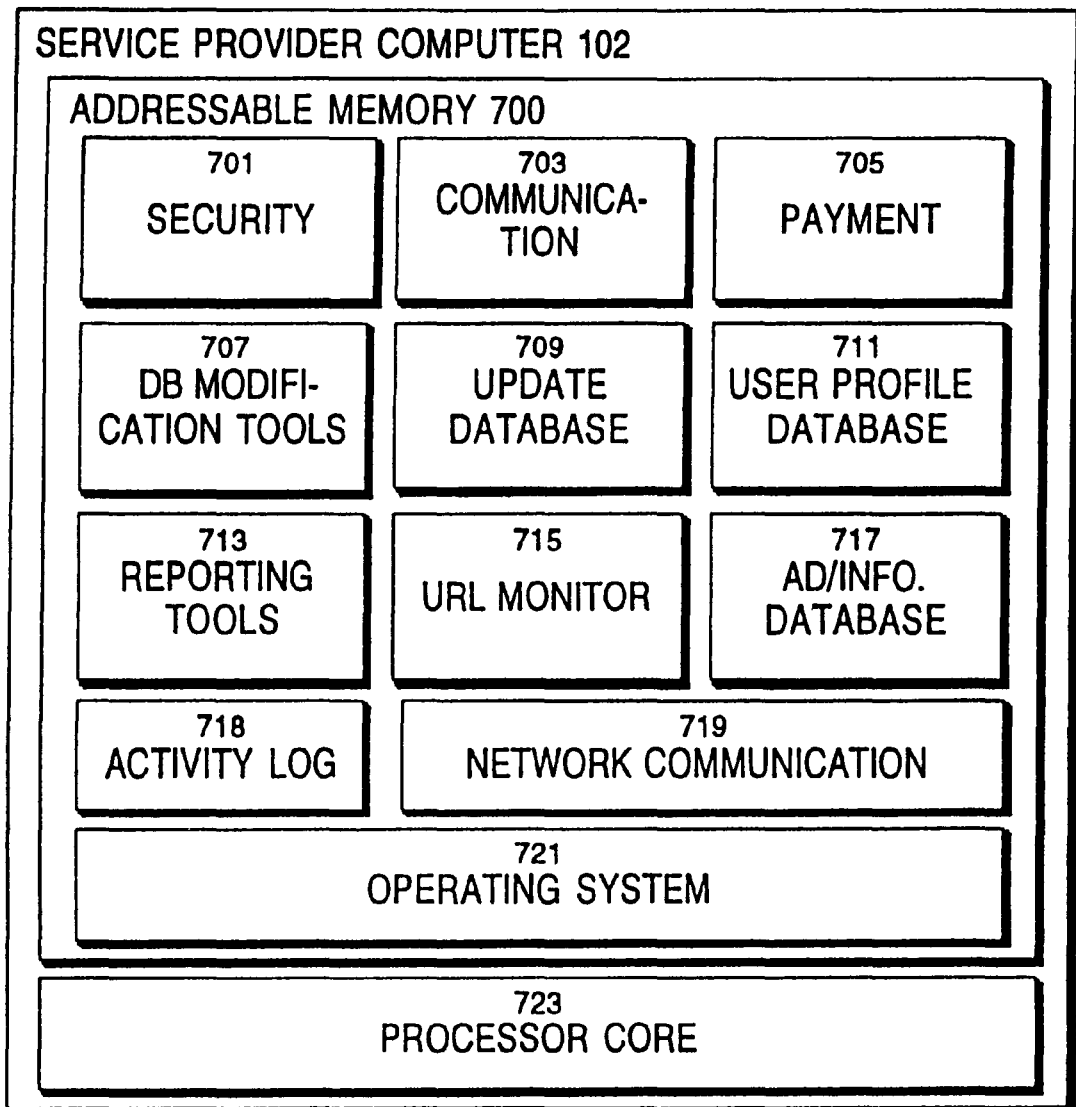 SERVICE PROVIDER COMPUTER 102
ADDRESSABLE MEMORY 700
701
SECURITY
703
COMMUNICA-
TION
705
PAYMENT
707
DB MODIFI-
CATION TOOLS
709
UPDATE
DATABASE
711
USER PROFILE
DATABASE
713
REPORTING
TOOLS
715
URL MONITOR
717
AD/INFO.
DATABASE
718
ACTIVITY LOG
719
NETWORK COMMUNICATION
721
OPERATING SYSTEM
723
PROCESSOR CORE